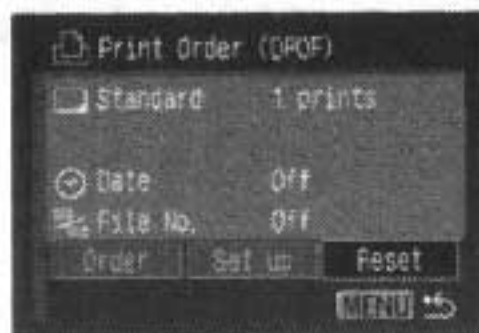 Print Order (DPOF)
Standard 1 prints
Date Off
File No. Off
Order Set up Reset
MENU